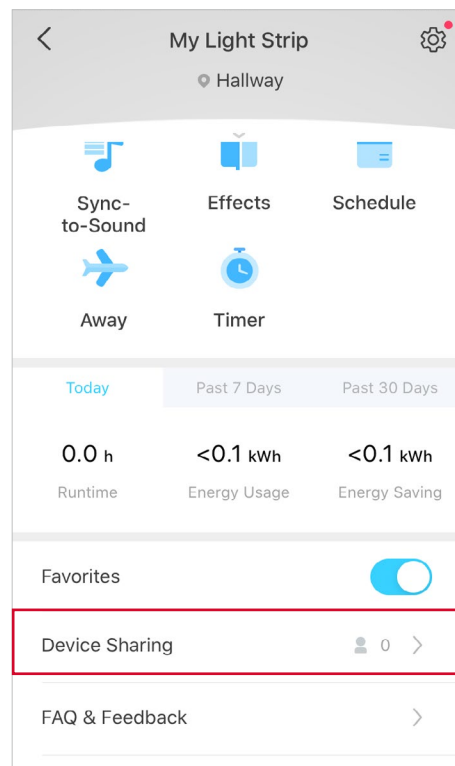 My Light Strip
Hallway
Sync-
to-Sound
Effects
Schedule
Away
Timer
Today
Past 7 Days
Past 30 Days
0.0 h
<0.1 kWh
<0.1 kWh
Runtime
Energy Usage
Energy Saving
Favorites
Device Sharing
0
FAQ & Feedback